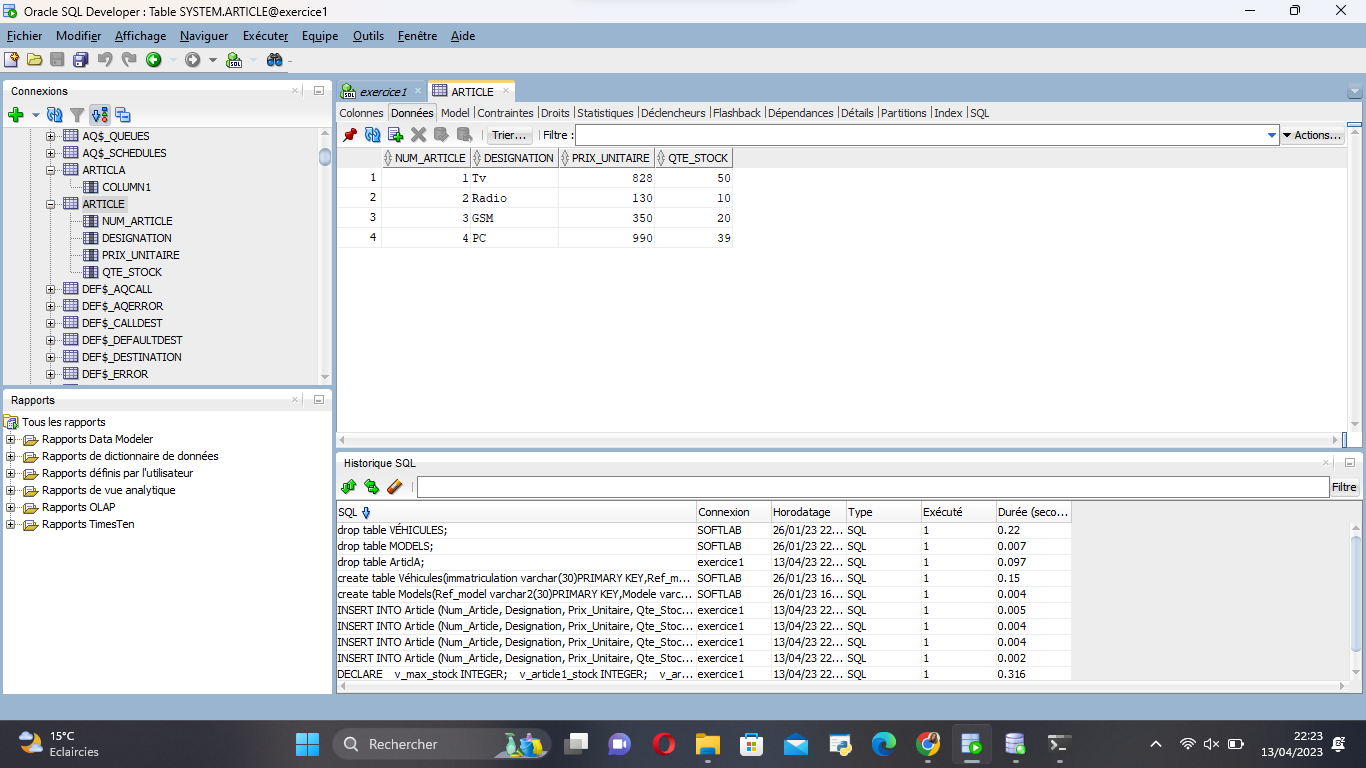 Oracle SQL Developer : Table SYSTEM.ARTICLE@exercice1
Fichier Modifier Affichage Naviguer Exécuter Equipe Outils Fenêtre Aide
Connexions
AQ$_QUEUES
AQ$_SCHEDULES
ARTICLA
COLUMN1
ARTICLE
NUM_ARTICLE
DESIGNATION
PRIX_UNITAIRE
QTE_STOCK
DEF$_AQCALL
DEF$_AQERROR
DEF$_CALLDEST
DEF$_DEFAULTDEST
DEF$_DESTINATION
DEF$_ERROR
Rapports
Tous les rapports
Rapports Data Modeler
Rapports de dictionnaire de données
Rapports définis par l'utilisateur
Rapports de vue analytique
Rapports OLAP
Rapports TimesTen
exercice1 ARTICLE
Colonnes Données Model Contraintes Droits Statistiques Déclencheurs Flashback Dépendances Détails Partitions Index SQL
Trier... Filtre : Actions...
NUM_ARTICLE DESIGNATION PRIX_UNITAIRE QTE_STOCK
1 1 Tv 828 50
2 2 Radio 130 10
3 3 GSM 350 20
4 4 PC 990 39
Historique SQL
Filtre
SQL Connexion Horodatage Type Exécuté Durée (seco...
drop table VÉHICULES; SOFTLAB 26/01/23 22... SQL 1 0.22
drop table MODELS; SOFTLAB 26/01/23 22... SQL 1 0.007
drop table ArticlA; exercice1 13/04/23 22... SQL 1 0.097
create table Véhicules(immatriculation varchar(30)PRIMARY KEY,Ref_m... SOFTLAB 26/01/23 16... SQL 1 0.15
create table Models(Ref_model varchar2(30)PRIMARY KEY,Modele varc... SOFTLAB 26/01/23 16... SQL 1 0.004
INSERT INTO Article (Num_Article, Designation, Prix_Unitaire, Qte_Stoc... exercice1 13/04/23 22... SQL 1 0.005
INSERT INTO Article (Num_Article, Designation, Prix_Unitaire, Qte_Stoc... exercice1 13/04/23 22... SQL 1 0.004
INSERT INTO Article (Num_Article, Designation, Prix_Unitaire, Qte_Stoc... exercice1 13/04/23 22... SQL 1 0.004
INSERT INTO Article (Num_Article, Designation, Prix_Unitaire, Qte_Stoc... exercice1 13/04/23 22... SQL 1 0.002
DECLARE v_max_stock INTEGER; v_article1_stock INTEGER; v_ar... exercice1 13/04/23 22... SQL 1 0.316
15°C
Eclaircies
Rechercher
22:23
13/04/2023